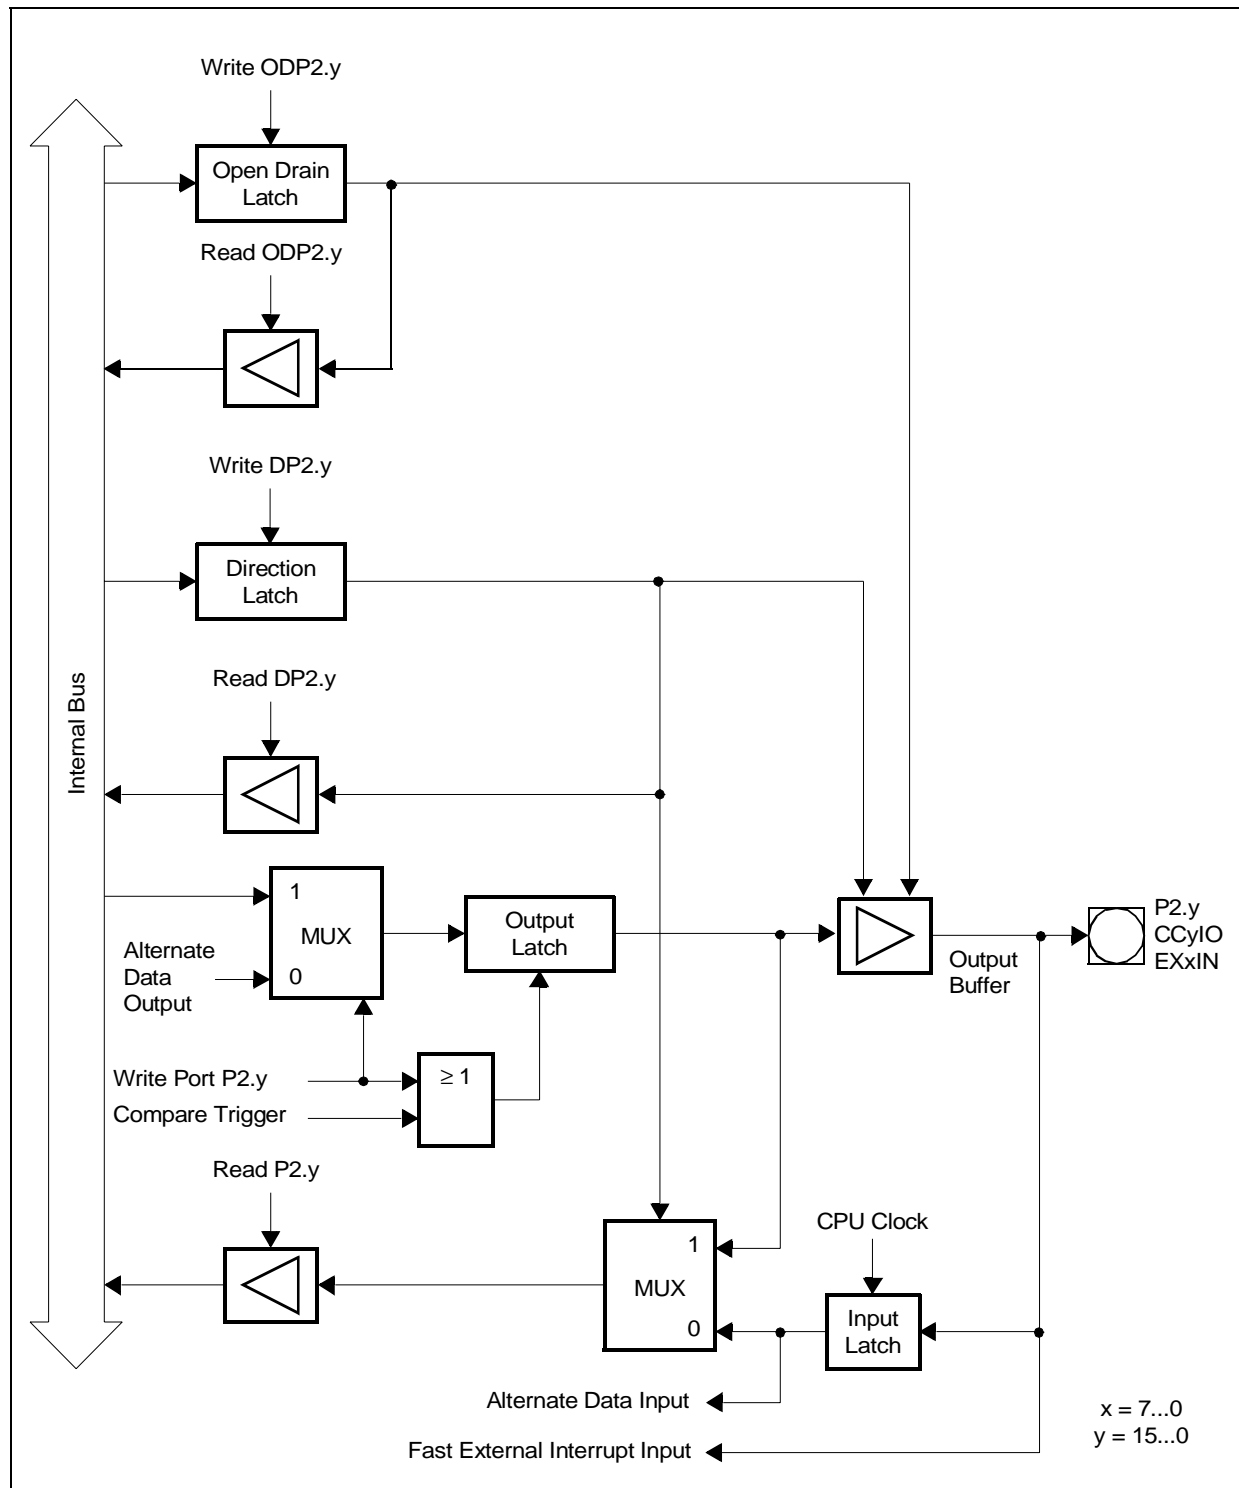 Write ODP2.y
Open Drain
Latch
Read ODP2.y
Write DP2.y
Direction
Latch
Internal Bus
Read DP2.y
1
MUX
0
Alternate
Data
Output
Output
Latch
Output
Buffer
P2.y
CCyIO
EXxIN
Write Port P2.y
≥ 1
Compare Trigger
Read P2.y
CPU Clock
1
MUX
0
Input
Latch
Alternate Data Input
Fast External Interrupt Input
x = 7...0
y = 15...0